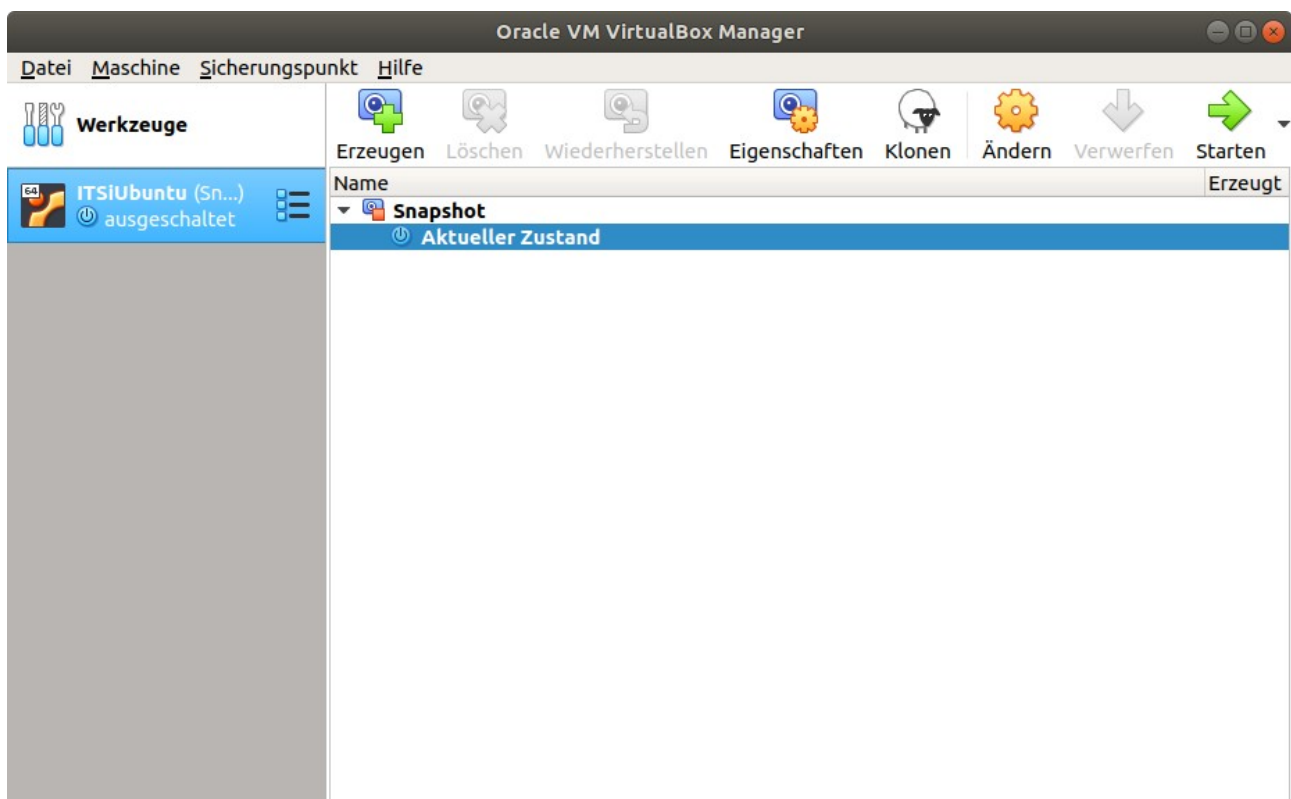 Oracle VM VirtualBox Manager
Datei Maschine Sicherungspunkt Hilfe
Werkzeuge
Erzeugen Löschen Wiederherstellen Eigenschaften Klonen Ändern Verwerfen Starten
64 ITSiUbuntu (Sn...)
ausgeschaltet
Name Erzeugt
Snapshot
Aktueller Zustand